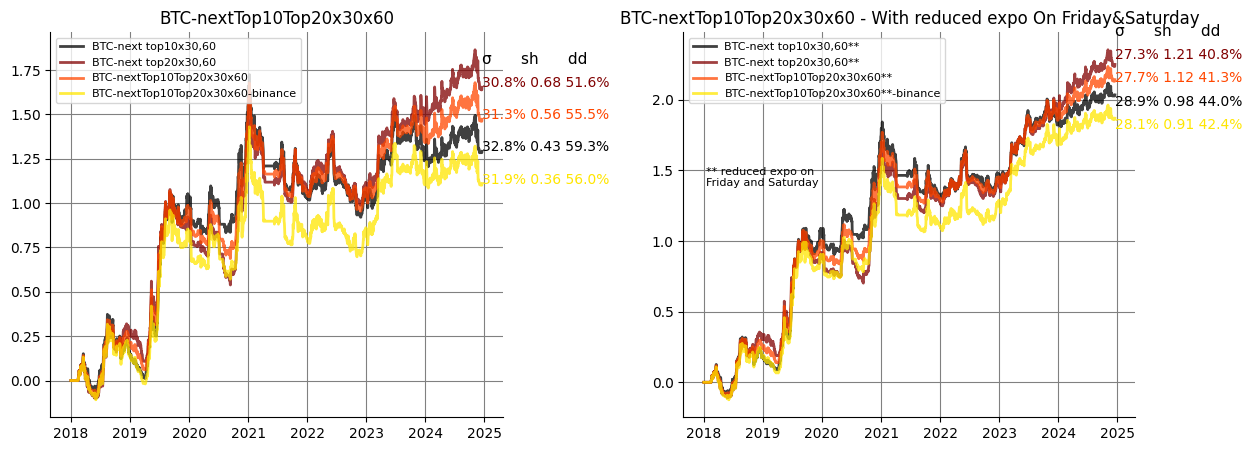 BTC-nextTop10Top20x30x60
BTC-next top10x30,60
BTC-next top20x30,60
BTC-nextTop10Top20x30x60
BTC-nextTop10Top20x30x60-binance
σ sh dd
30.8% 0.68 51.6%
31.3% 0.56 55.5%
32.8% 0.43 59.3%
31.9% 0.36 56.0%
1.75
1.50
1.25
1.00
0.75
0.50
0.25
0.00
2018 2019 2020 2021 2022 2023 2024 2025
BTC-nextTop10Top20x30x60 - With reduced expo On Friday&Saturday
BTC-next top10x30,60**
BTC-next top20x30,60**
BTC-nextTop10Top20x30x60**
BTC-nextTop10Top20x30x60**-binance
σ sh dd
27.3% 1.21 40.8%
27.7% 1.12 41.3%
28.9% 0.98 44.0%
28.1% 0.91 42.4%
** reduced expo on
Friday and Saturday
2.0
1.5
1.0
0.5
0.0
2018 2019 2020 2021 2022 2023 2024 2025